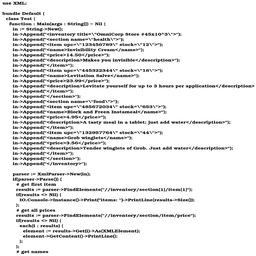 use XML;
bundle Default {
class Test {
function : Main(args : String[]) ~ Nil {
in := String->New();
in->Append("<inventory title=\"OmniCorp Store #45x10^3\">");
in->Append("<section name=\"health\">");
in->Append("<item upc=\"123456789\" stock=\"12\">");
in->Append("<name>Invisibility Cream</name>");
in->Append("<price>14.50</price>");
in->Append("<description>Makes you invisible</description>");
in->Append("</item>");
in->Append("<item upc=\"445322344\" stock=\"18\">");
in->Append("<name>Levitation Salve</name>");
in->Append("<price>23.99</price>");
in->Append("<description>Levitate yourself for up to 3 hours per application</description>
in->Append("</item>");
in->Append("</section>");
in->Append("<section name=\"food\">");
in->Append("<item upc=\"485672034\" stock=\"653\">");
in->Append("<name>Blork and Freen Instameal</name>");
in->Append("<price>4.95</price>");
in->Append("<description>A tasty meal in a tablet; just add water</description>");
in->Append("</item>");
in->Append("<item upc=\"132957764\" stock=\"44\">");
in->Append("<name>Grob winglets</name>");
in->Append("<price>3.56</price>");
in->Append("<description>Tender winglets of Grob. Just add water</description>");
in->Append("</item>");
in->Append("</section>");
in->Append("</inventory>");
parser := XmlParser->New(in);
if(parser->Parse()) {
# get first item
results := parser->FindElements("//inventory/section[1]/item[1]");
if(results <> Nil) {
IO.Console->Instance()->Print("items: ")->PrintLine(results->Size());
};
# get all prices
results := parser->FindElements("//inventory/section/item/price");
if(results <> Nil) {
each(i : results) {
element := results->Get(i)->As(XMLElement);
element->GetContent()->PrintLine();
};
};
# get names